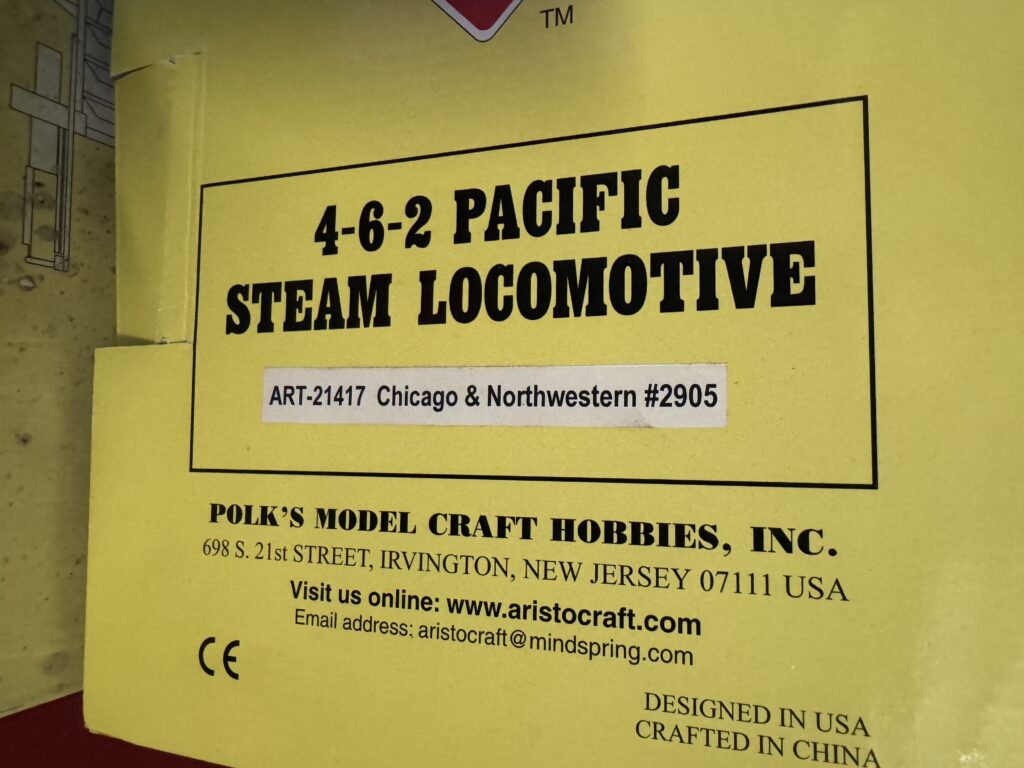 TM
4-6-2 PACIFIC
STEAM LOCOMOTIVE
ART-21417 Chicago & Northwestern #2905
POLK'S MODEL CRAFT HOBBIES, INC.
698 S. 21st STREET, IRVINGTON, NEW JERSEY 07111 USA
Visit us online: www.aristocraft.com
Email address: aristocraft@mindspring.com
CE
DESIGNED IN USA
CRAFTED IN CHINA